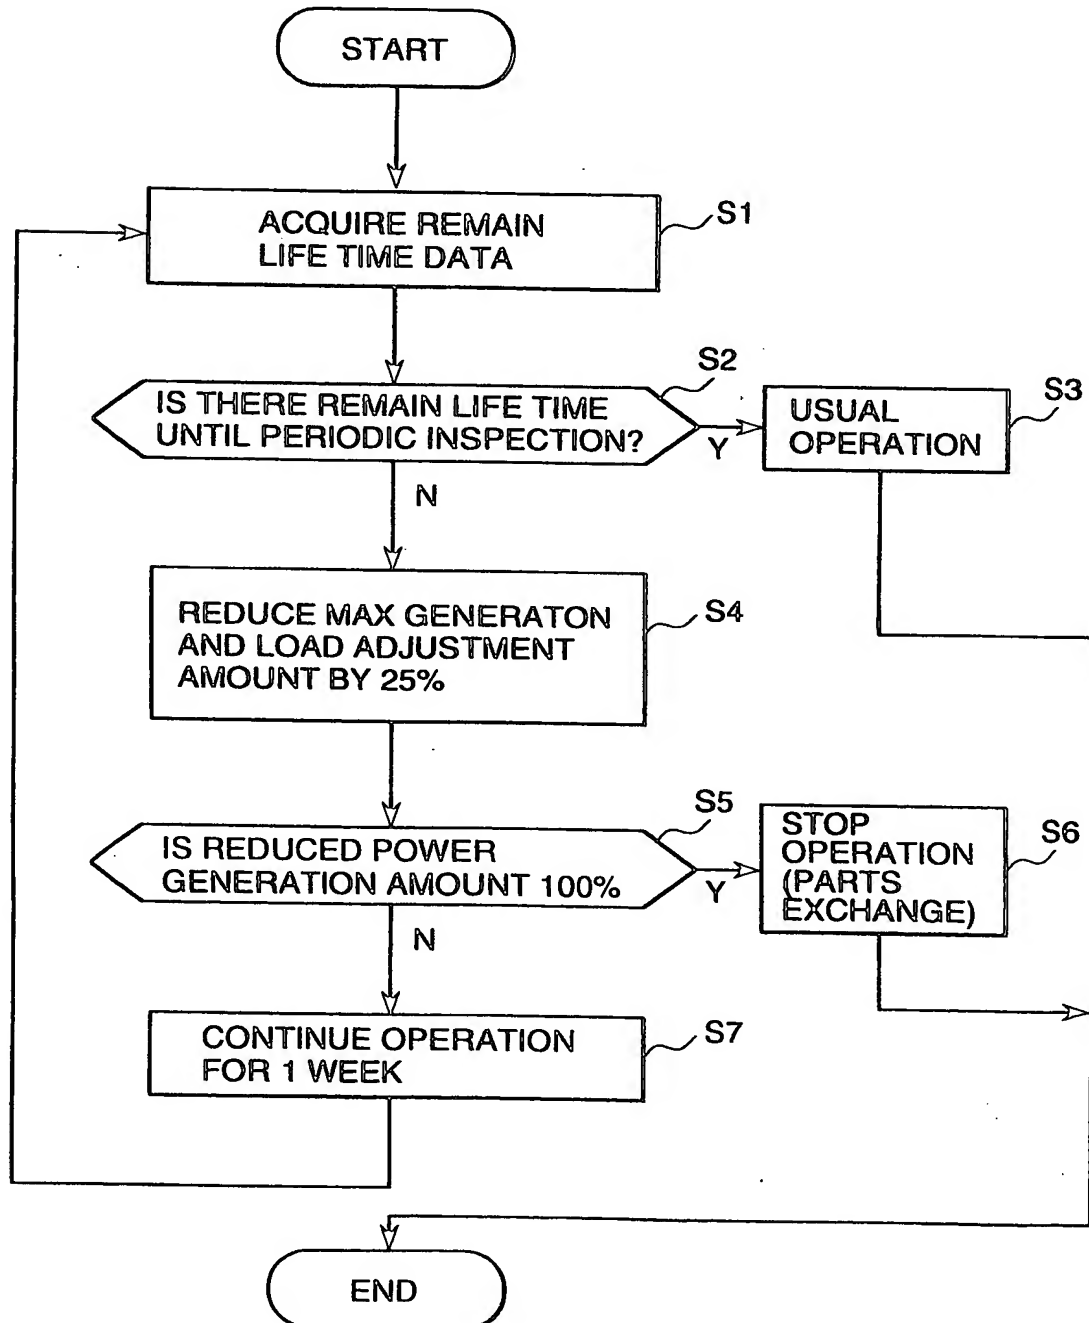 START
ACQUIRE REMAIN
LIFE TIME DATA
S1
IS THERE REMAIN LIFE TIME
UNTIL PERIODIC INSPECTION?
S2
Y
N
USUAL
OPERATION
S3
REDUCE MAX GENERATON
AND LOAD ADJUSTMENT
AMOUNT BY 25%
S4
IS REDUCED POWER
GENERATION AMOUNT 100%
S5
Y
N
STOP
OPERATION
(PARTS
EXCHANGE)
S6
CONTINUE OPERATION
FOR 1 WEEK
S7
END